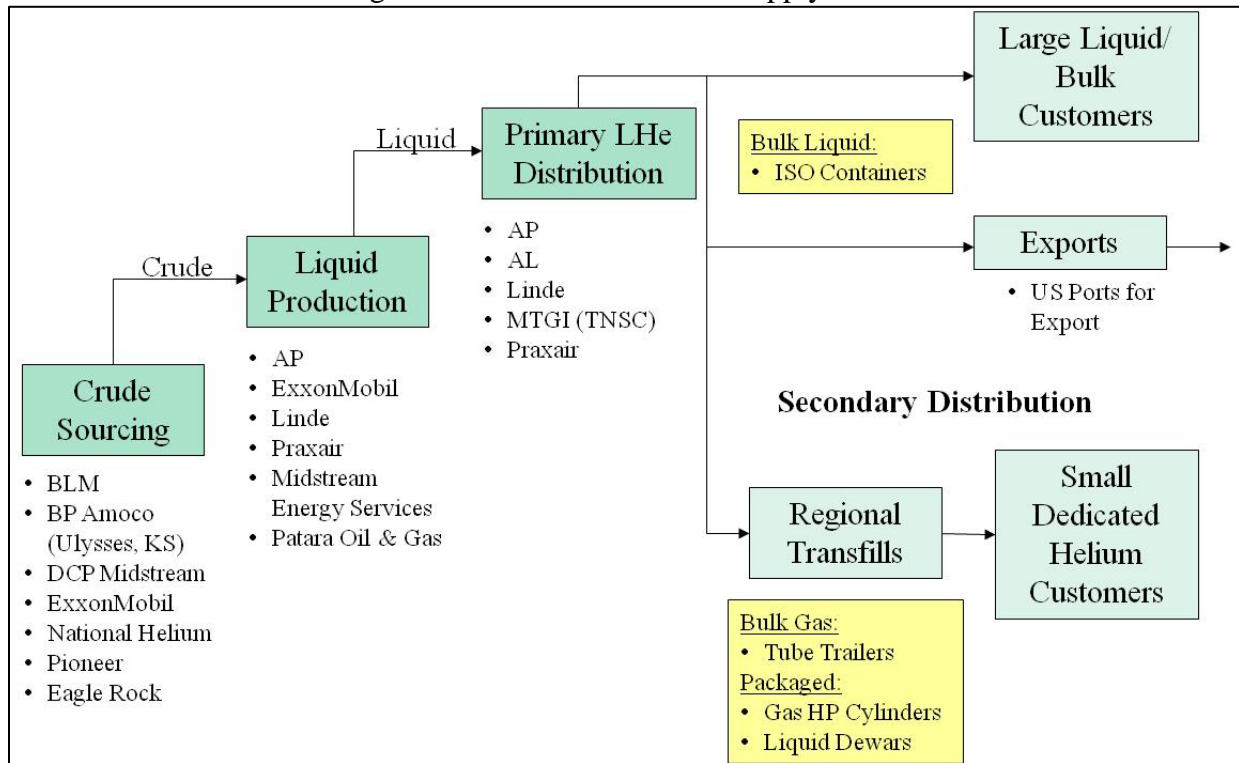 Large Liquid/
Bulk
Customers
Liquid
Primary LHe
Distribution
Bulk Liquid:
• ISO Containers
Crude
Liquid
Production
• AP
• AL
• Linde
• MTGI (TNSC)
• Praxair
Exports
• US Ports for
Export
Crude
Sourcing
• AP
• ExxonMobil
• Linde
• Praxair
• Midstream
Energy Services
• Patara Oil & Gas
Secondary Distribution
• BLM
• BP Amoco
(Ulysses, KS)
• DCP Midstream
• ExxonMobil
• National Helium
• Pioneer
• Eagle Rock
Regional
Transfills
Small
Dedicated
Helium
Customers
Bulk Gas:
• Tube Trailers
Packaged:
• Gas HP Cylinders
• Liquid Dewars